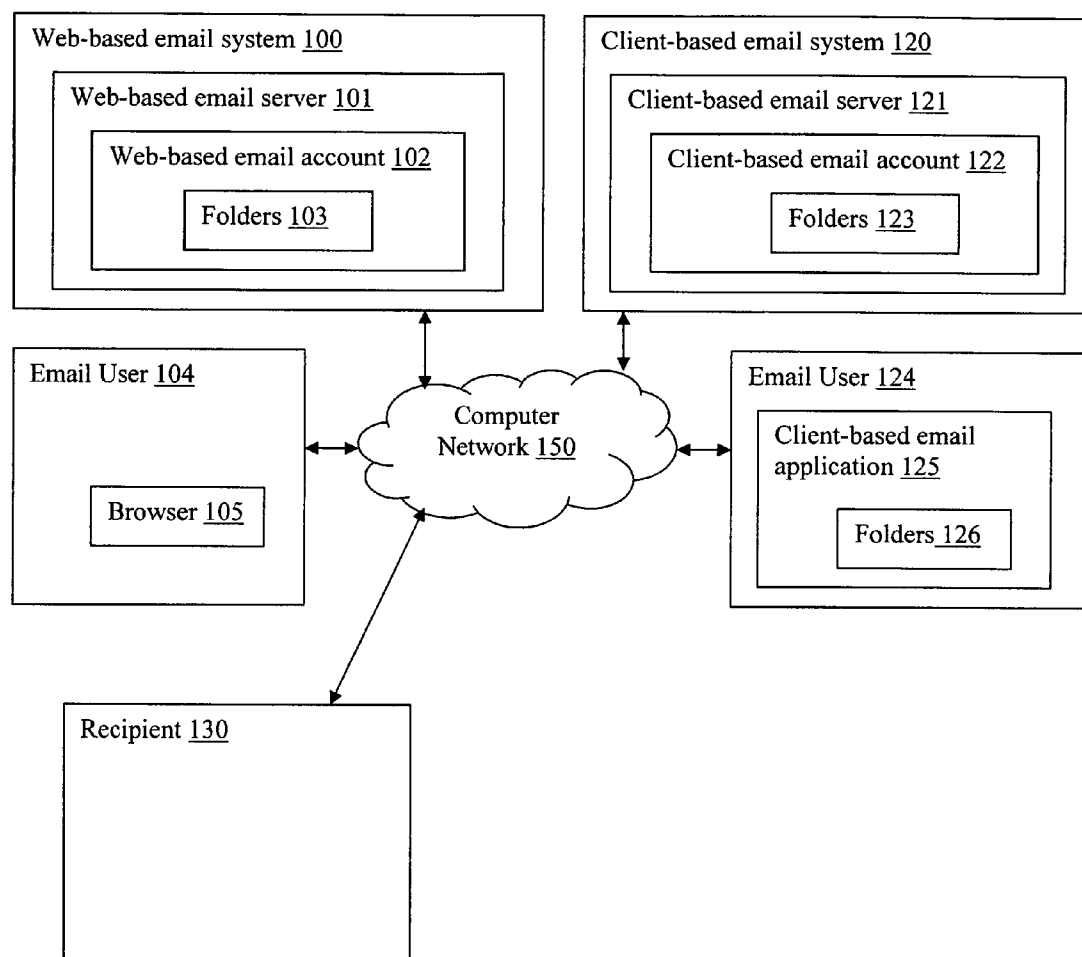 Web-based email system 100
Web-based email server 101
Web-based email account 102
Folders 103
Client-based email system 120
Client-based email server 121
Client-based email account 122
Folders 123
Email User 104
Browser 105
Computer
Network 150
Email User 124
Client-based email
application 125
Folders 126
Recipient 130